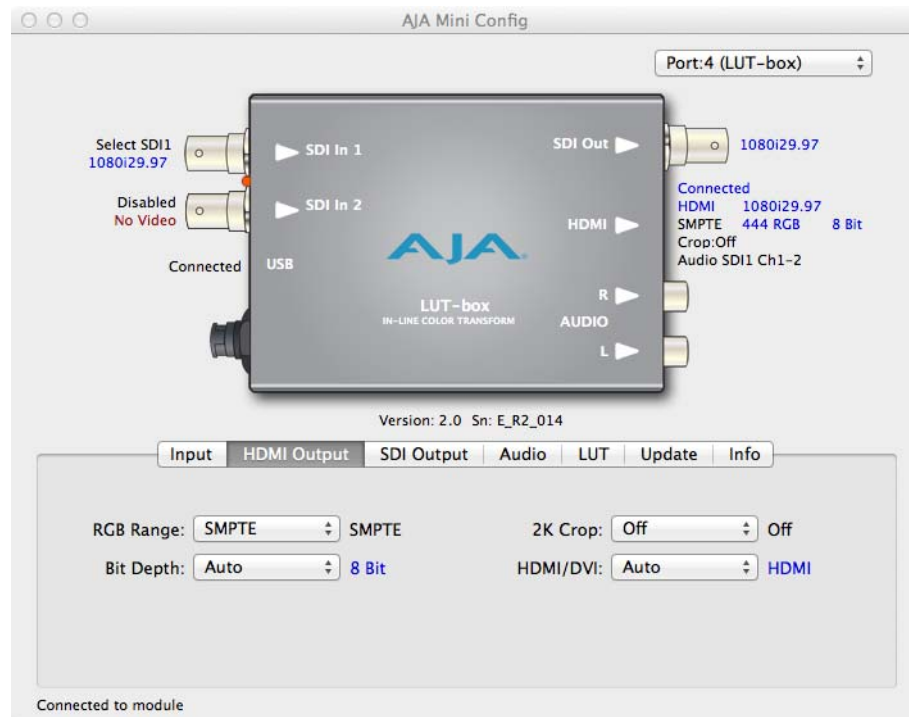 AJA Mini Config
Port:4 (LUT-box)
Select SDI1
1080i29.97
Disabled
No Video
Connected
SDI In 1
SDI In 2
USB
AJA
LUT-box
IN-LINE COLOR TRANSFORM
SDI Out
HDMI
R
AUDIO
L
1080i29.97
Connected
HDMI 1080i29.97
SMPTE 444 RGB 8 Bit
Crop:Off
Audio SDI1 Ch1-2
Version: 2.0 Sn: E_R2_014
Input HDMI Output SDI Output Audio LUT Update Info
RGB Range: SMPTE SMPTE 2K Crop: Off Off
Bit Depth: Auto 8 Bit HDMI/DVI: Auto HDMI
Connected to module